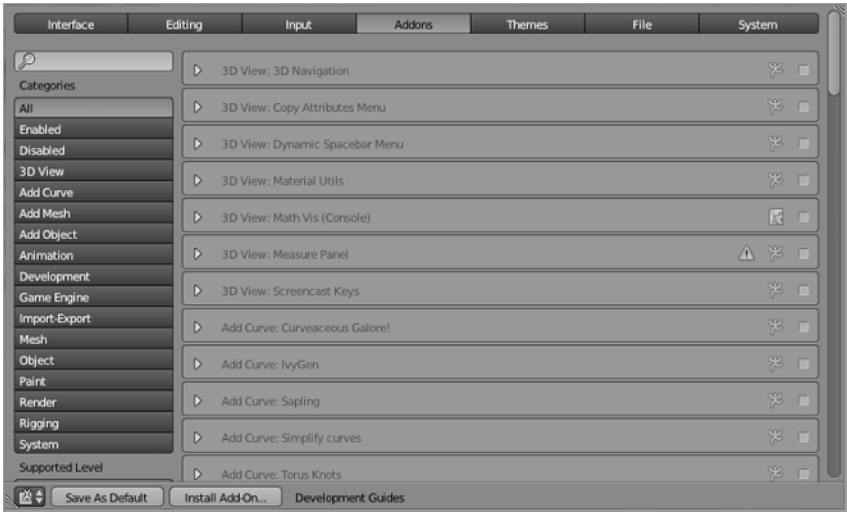 Interface Editing Input Addons Themes File System
Categories
All
Enabled
Disabled
3D View
Add Curve
Add Mesh
Add Object
Animation
Development
Game Engine
Import-Export
Mesh
Object
Paint
Render
Rigging
System
Supported Level
3D View: 3D Navigation
3D View: Copy Attributes Menu
3D View: Dynamic Spacebar Menu
3D View: Material Utils
3D View: Math Vis (Console)
3D View: Measure Panel
3D View: Screencast Keys
Add Curve: Curveaceous Galore!
Add Curve: IvyGen
Add Curve: Sapling
Add Curve: Simplify curves
Add Curve: Torus Knots
Save As Default Install Add-On... Development Guides